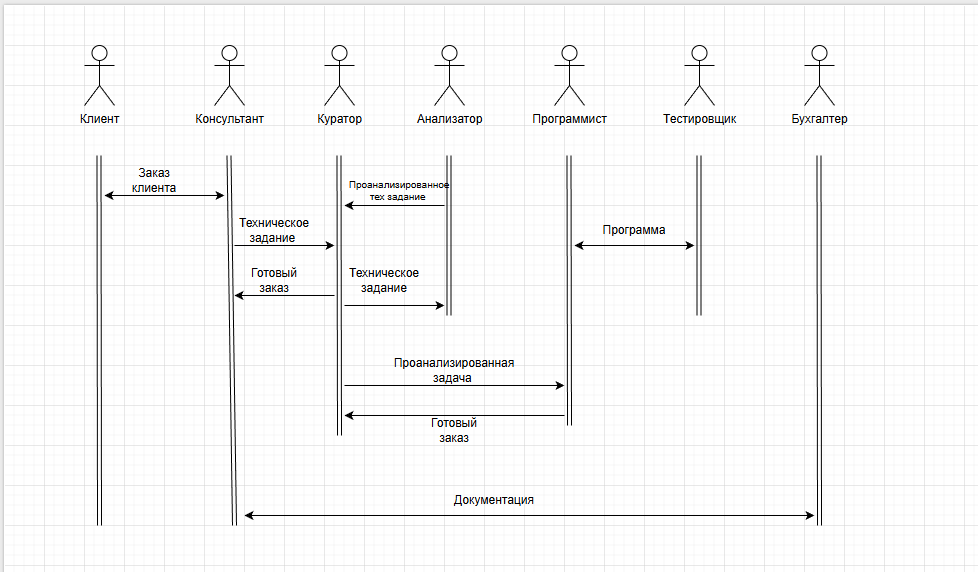 Клиент
Консультант
Куратор
Анализатор
Программист
Тестировщик
Бухгалтер
Заказ
клиента
Проанализированное
тех задание
Техническое
задание
Программа
Готовый
заказ
Техническое
задание
Проанализированная
задача
Готовый
заказ
Документация